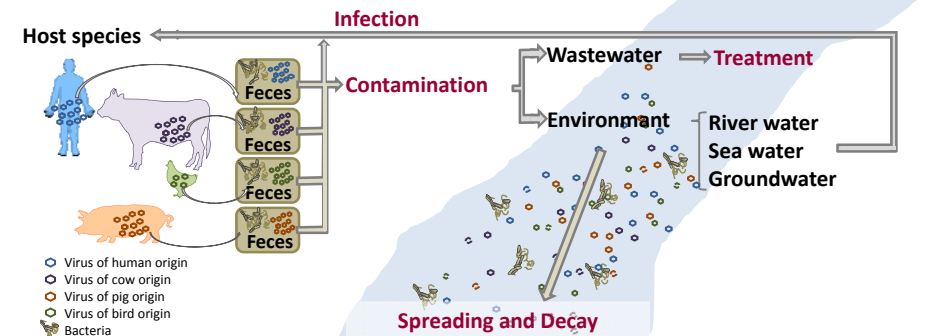 Infection
Host species
Wastewater
Treatment
Feces
Contamination
Feces
Environmant
River water
Sea water
Groundwater
Feces
Feces
Virus of human origin
Virus of cow origin
Virus of pig origin
Virus of bird origin
Bacteria
Spreading and Decay